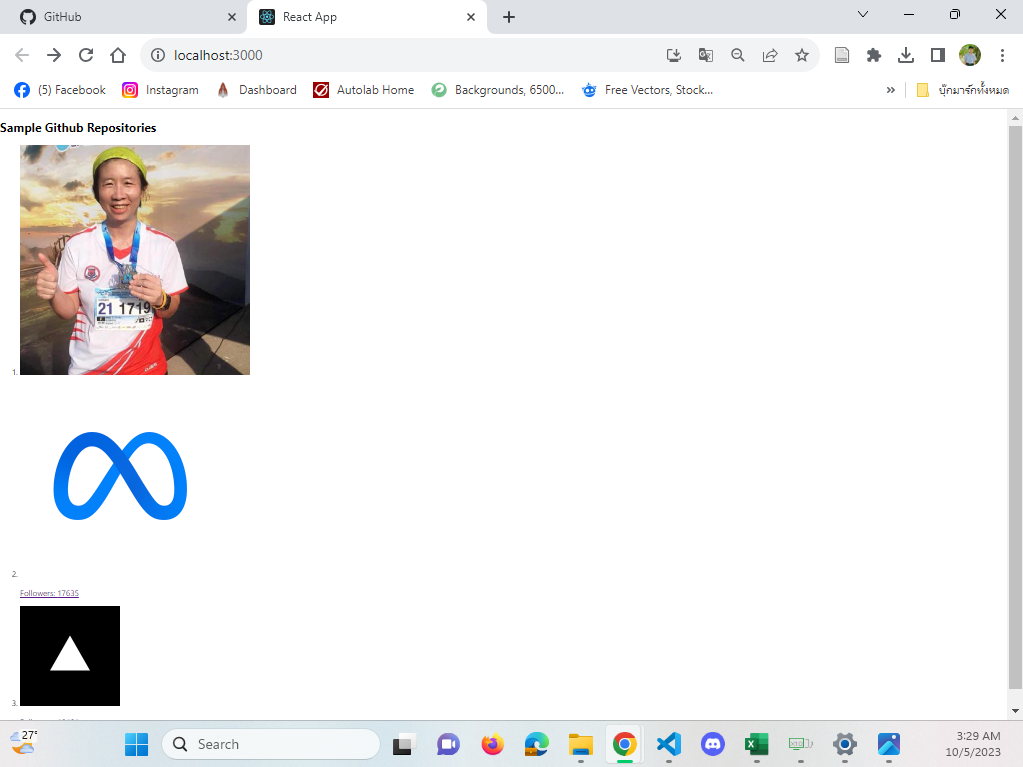 GitHub
React App
localhost:3000
(5) Facebook
Instagram
Dashboard
Autolab Home
Backgrounds, 6500...
Free Vectors, Stock...
»
บุ๊กมาร์กทั้งหมด
Sample Github Repositories
1.
21 1719
2.
Followers: 17635
3.
27°
Search
3:29 AM
10/5/2023